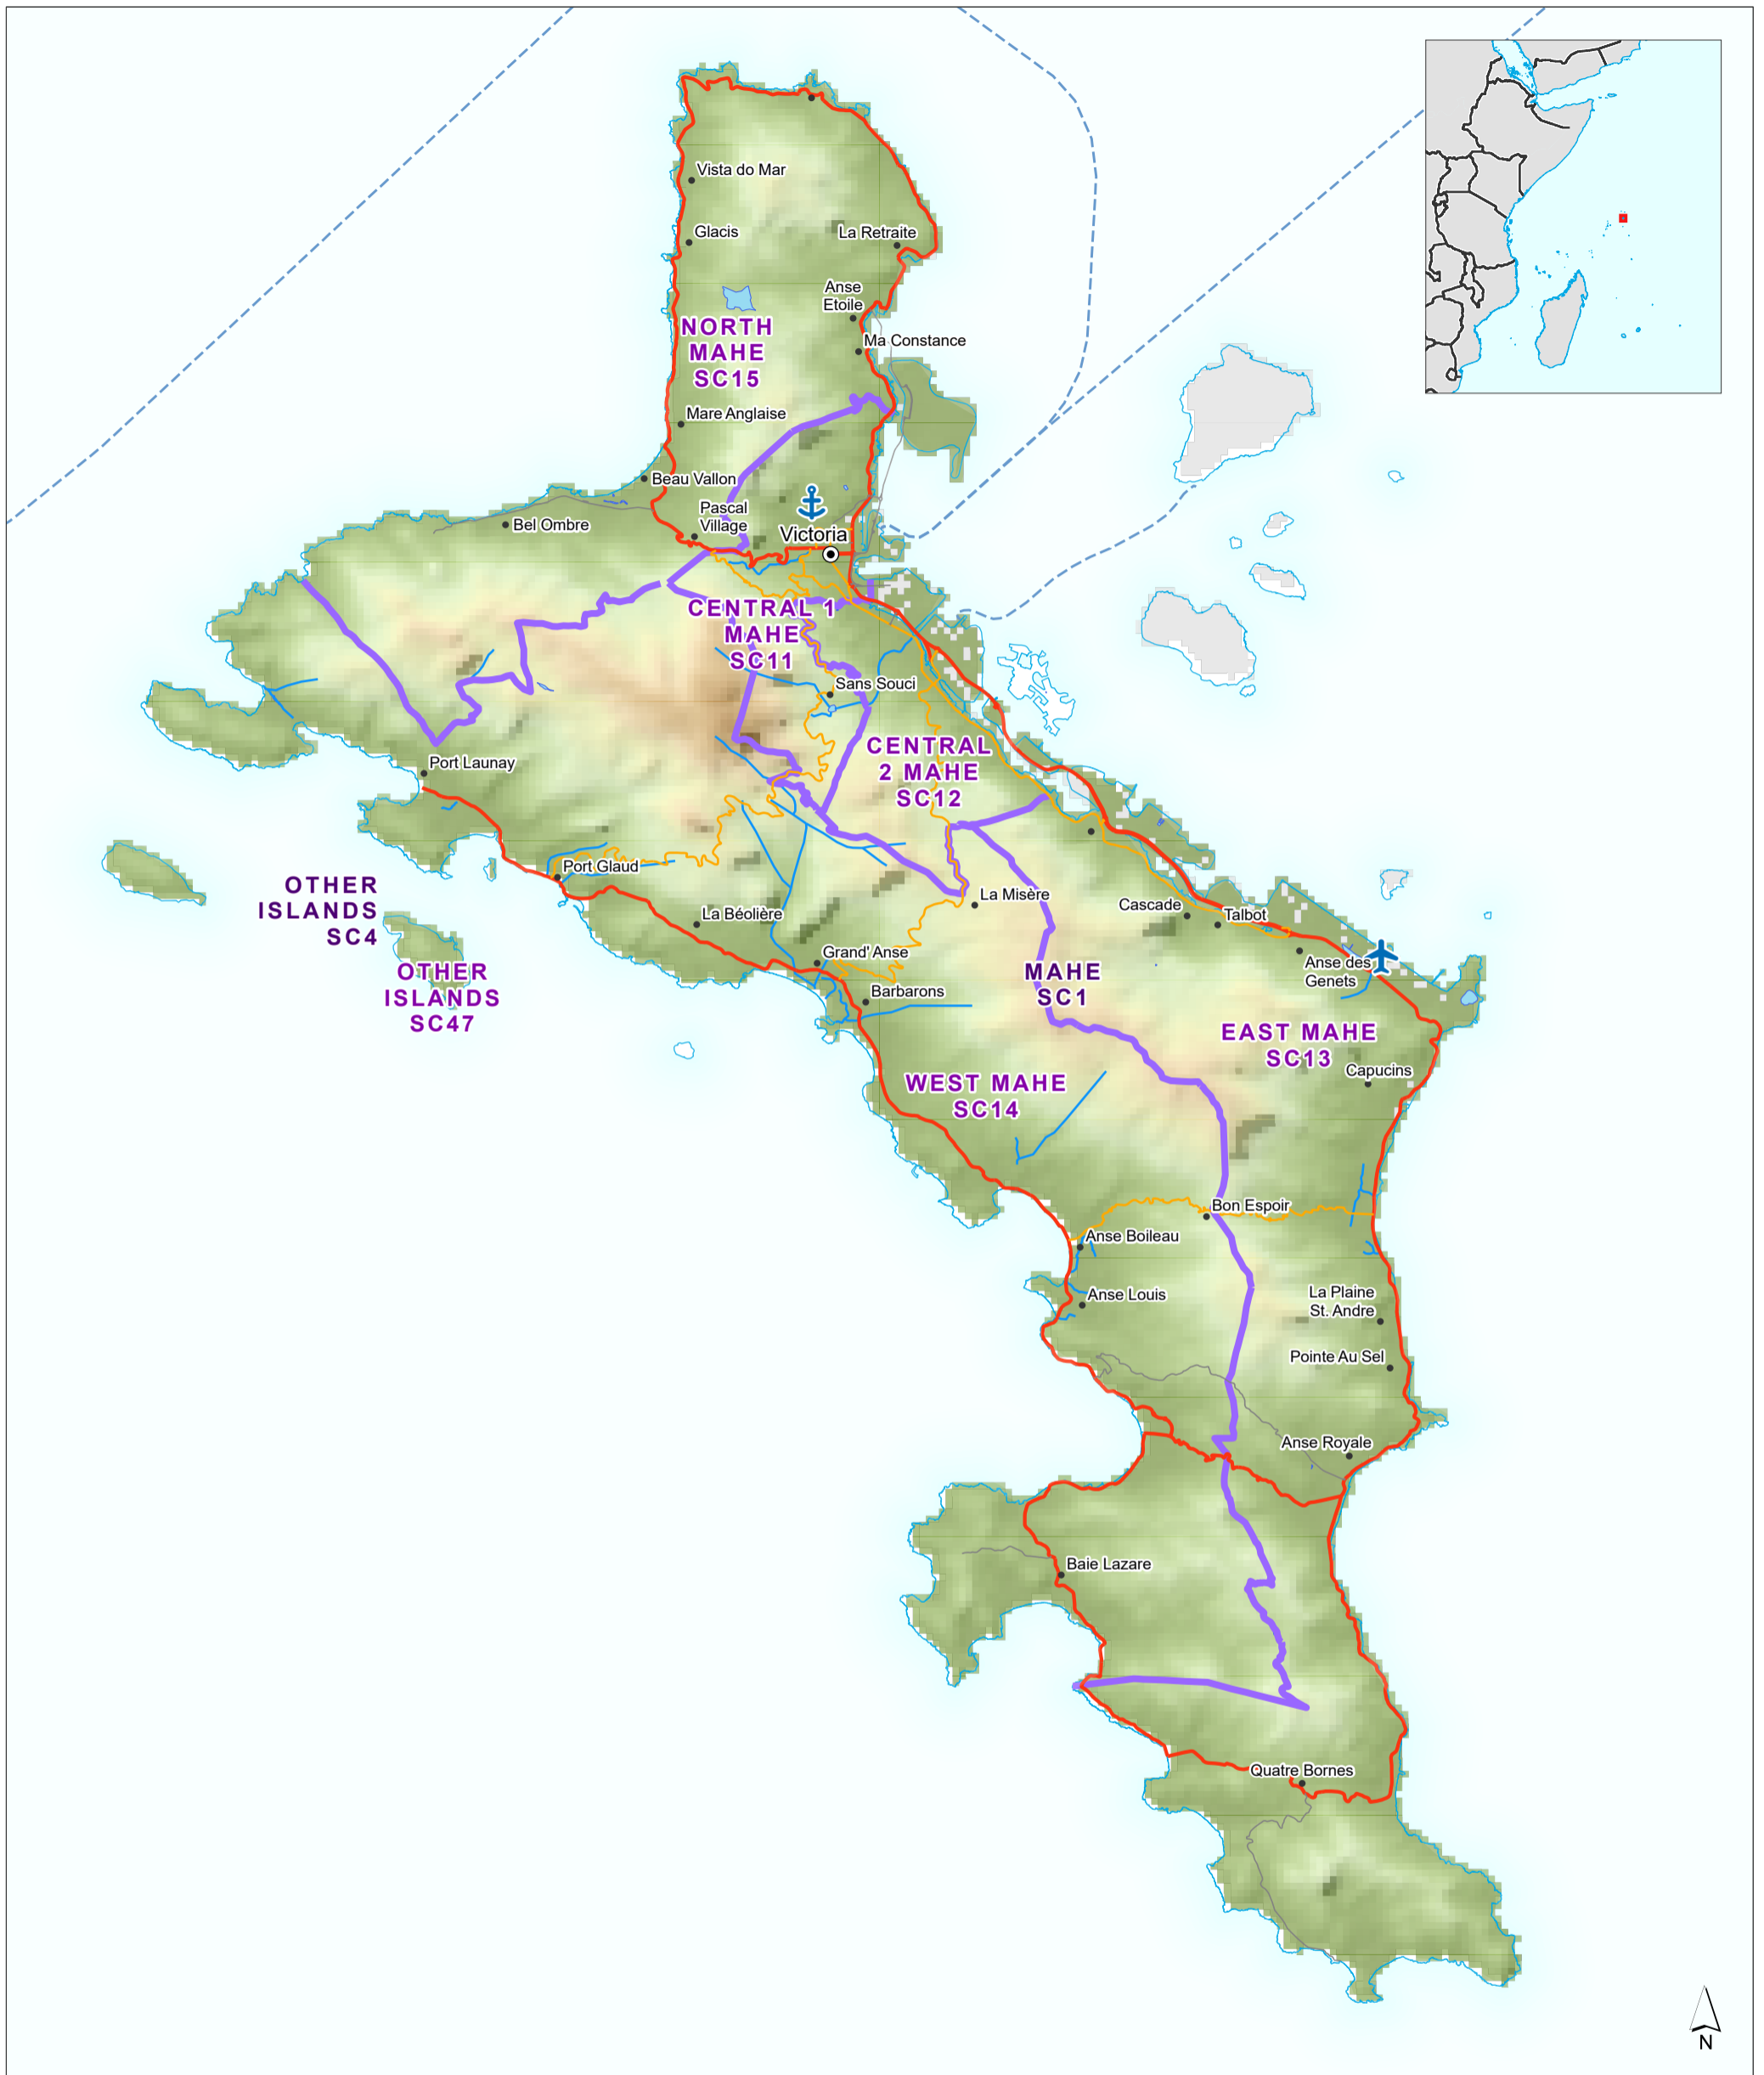 Vista do Mar
Glacis
La Retraite
Anse
Etoile
NORTH
MAHE
SC15
Ma Constance
Mare Anglaise
Beau Vallon
Pascal
Village
Bel Ombre
Victoria
CENTRAL 1
MAHE
SC11
Sans Souci
CENTRAL
2 MAHE
SC12
Port Launay
Port Glaud
OTHER
ISLANDS
SC4
La Misère
Cascade
Talbot
La Béolière
Grand' Anse
Anse des
Genets
OTHER
ISLANDS
SC47
MAHE
SC1
Barbarons
EAST MAHE
SC13
Capucins
WEST MAHE
SC14
Bon Espoir
Anse Boileau
Anse Louis
La Plaine
St. Andre
Pointe Au Sel
Anse Royale
Baie Lazare
Quatre Bornes
N